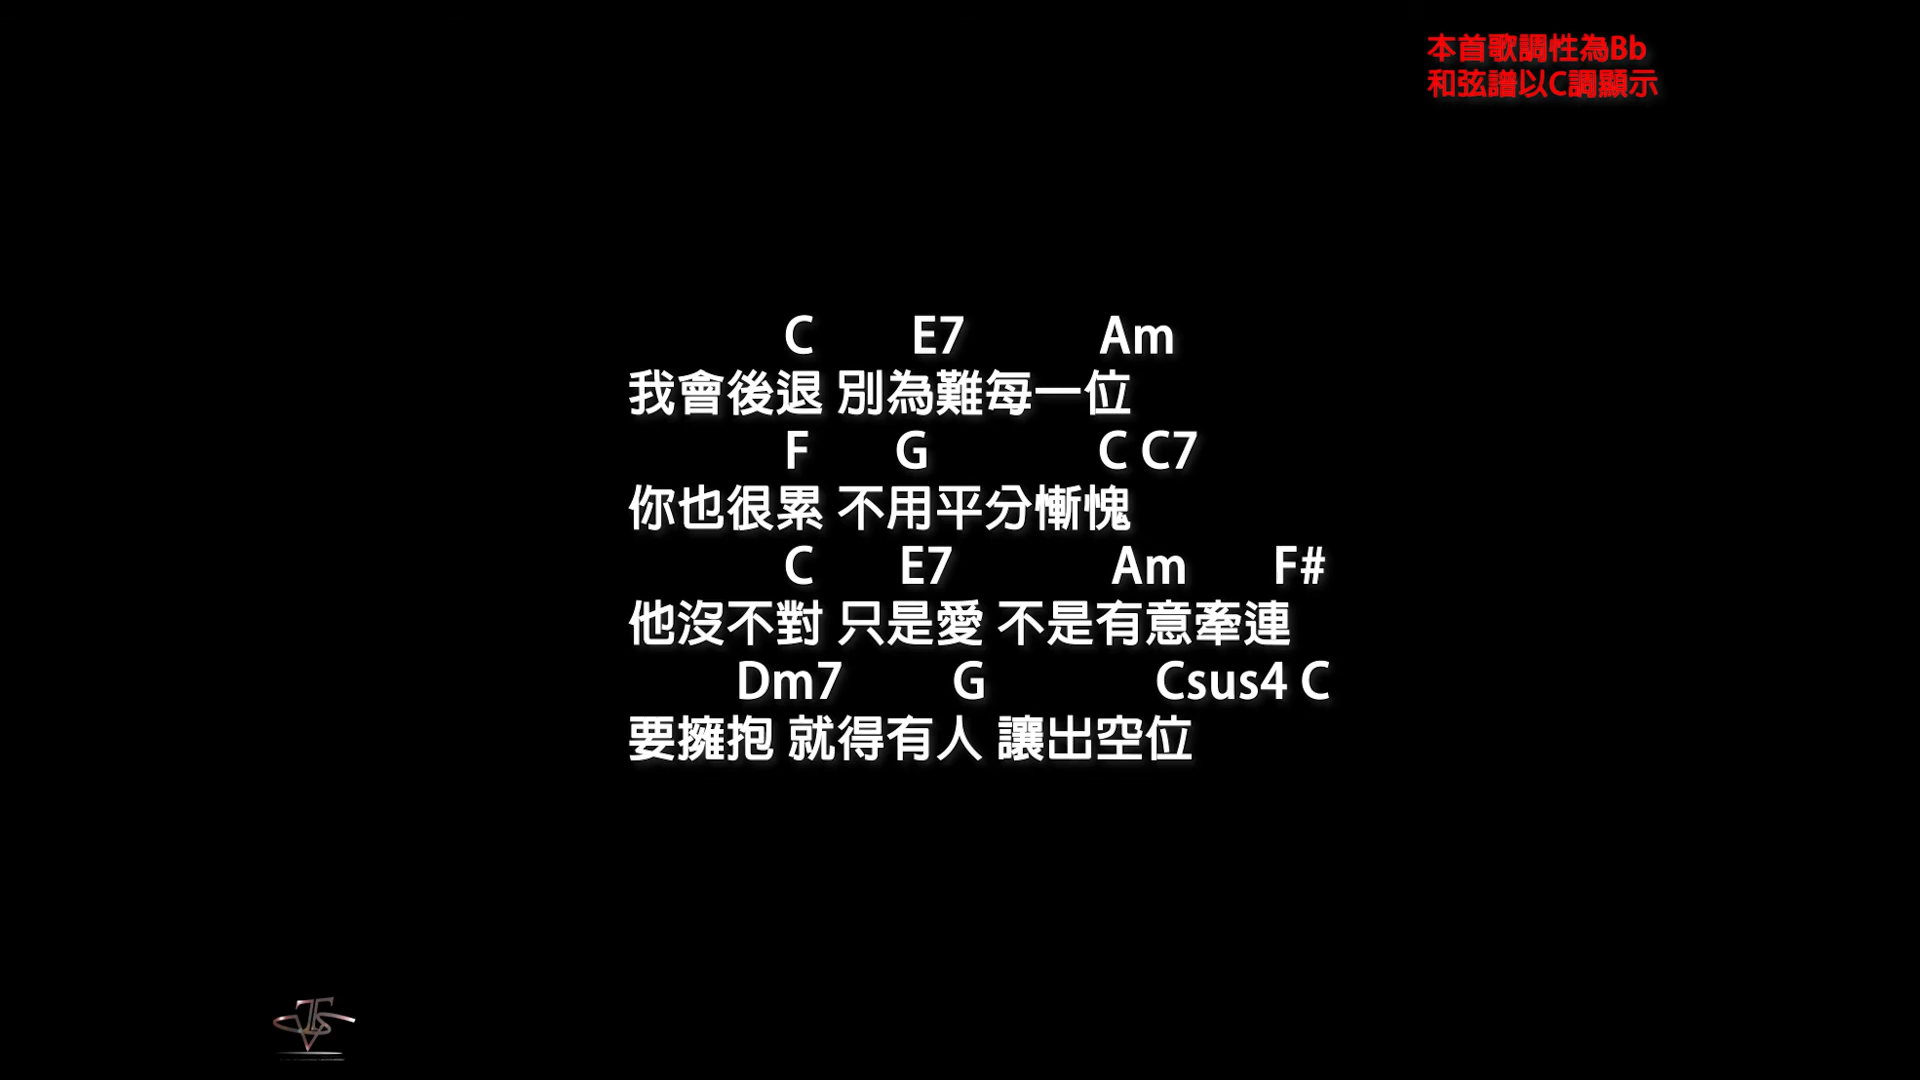 本首歌調性為Bb
和弦譜以C調顯示
C E7 Am
我會後退 別為難每一位
F G C C7
你也很累 不用平分慚愧
C E7 Am F#
他沒不對 只是愛 不是有意牽連
Dm7 G Csus4 C
要擁抱 就得有人 讓出空位